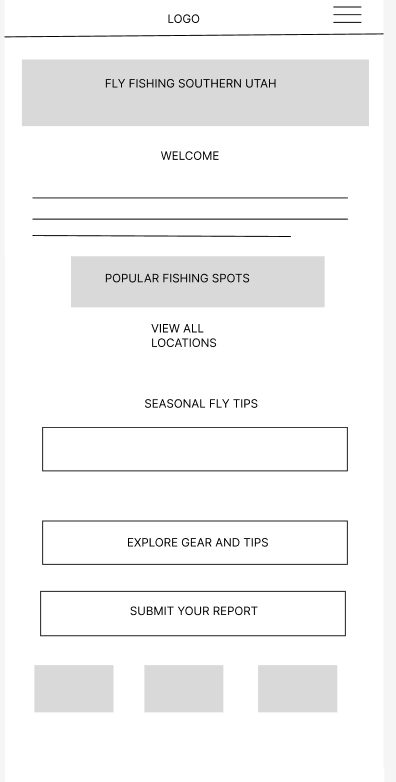 LOGO
FLY FISHING SOUTHERN UTAH
WELCOME
POPULAR FISHING SPOTS
VIEW ALL
LOCATIONS
SEASONAL FLY TIPS
EXPLORE GEAR AND TIPS
SUBMIT YOUR REPORT